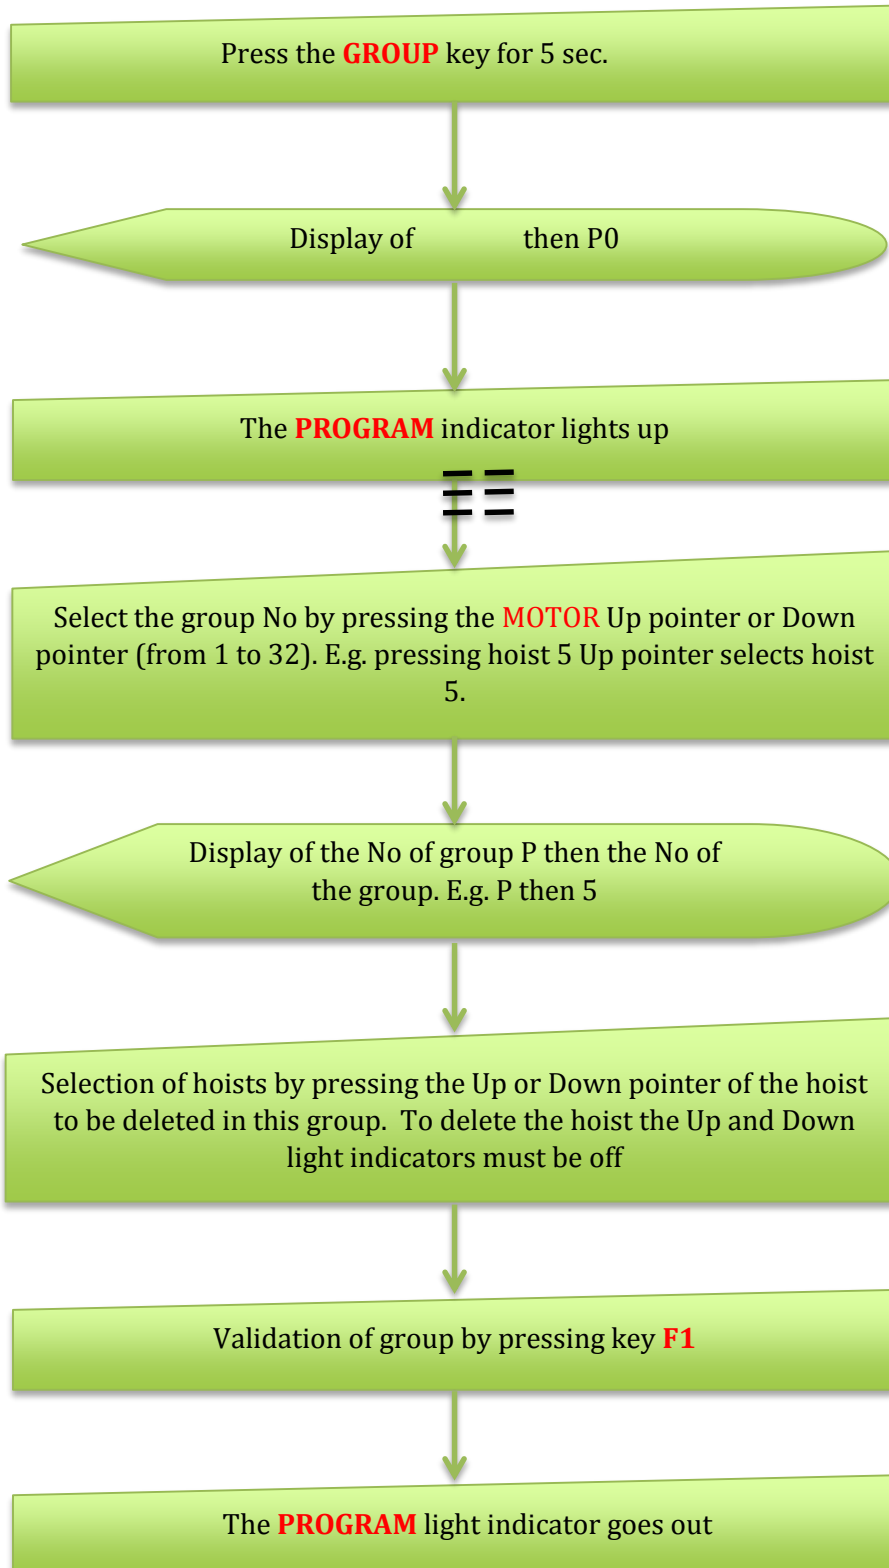 Press the GROUP key for 5 sec.
Display of then P0
The PROGRAM indicator lights up
Select the group No by pressing the MOTOR Up pointer or Down
pointer (from 1 to 32). E.g. pressing hoist 5 Up pointer selects hoist
5.
Display of the No of group P then the No of
the group. E.g. P then 5
Selection of hoists by pressing the Up or Down pointer of the hoist
to be deleted in this group. To delete the hoist the Up and Down
light indicators must be off
Validation of group by pressing key F1
The PROGRAM light indicator goes out